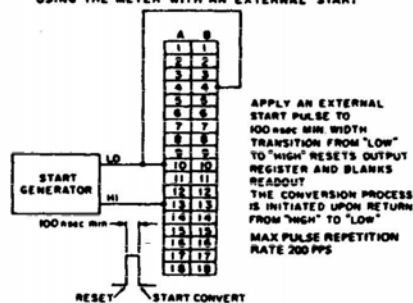 USING THE METER WITH AN EXTERNAL START
A B
1 1
2 2
3 3
4 4
5 5
6 6
7 7
8 8
9 9
10 10
11 11
12 12
13 13
14 14
15 15
16 16
17 17
18 18
START
GENERATOR
LO
HI
100 nsec min
RESET
START CONVERT
APPLY AN EXTERNAL
START PULSE TO
100 nsec MIN. WIDTH
TRANSITION FROM "LOW"
TO "HIGH" RESETS OUTPUT
REGISTER AND BLANKS
READOUT
THE CONVERSION PROCESS
IS INITIATED UPON RETURN
FROM "HIGH" TO "LOW"
MAX PULSE REPETITION
RATE 200 PPS